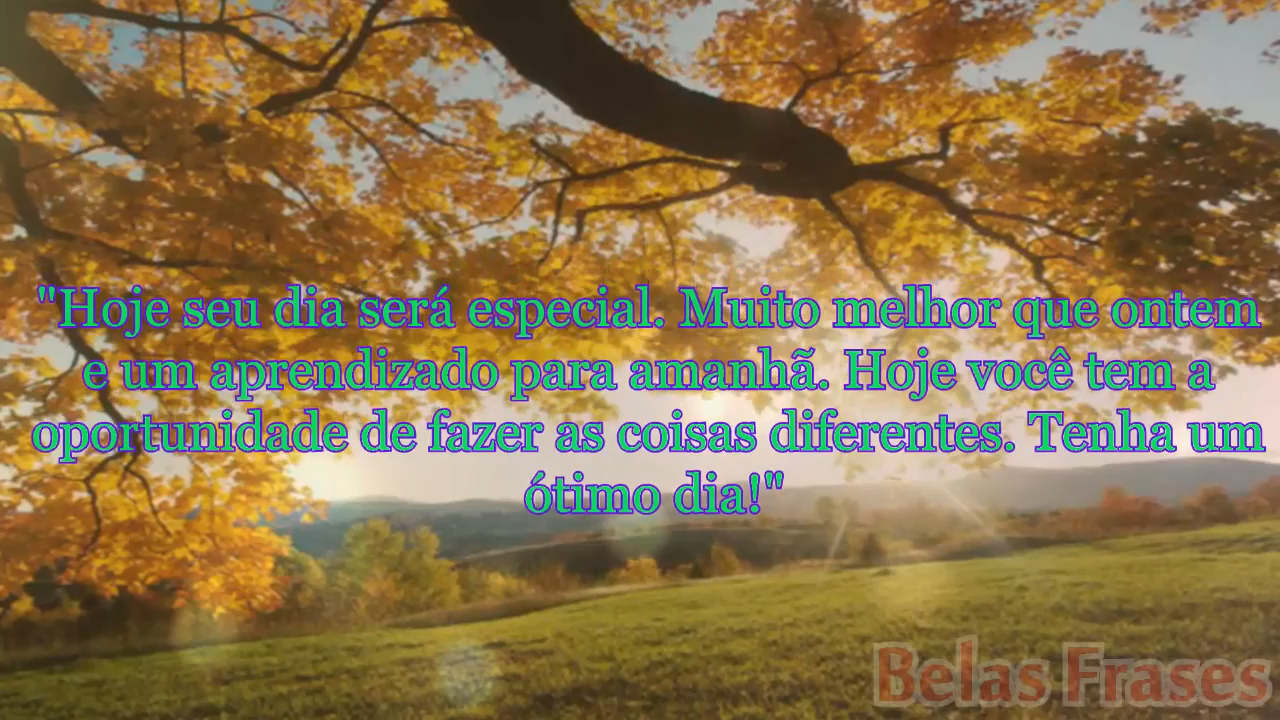 "Hoje seu dia será especial. Muito melhor que ontem
e um aprendizado para amanhã. Hoje você tem a
oportunidade de fazer as coisas diferentes. Tenha um
ótimo dia!"
Belas Frases